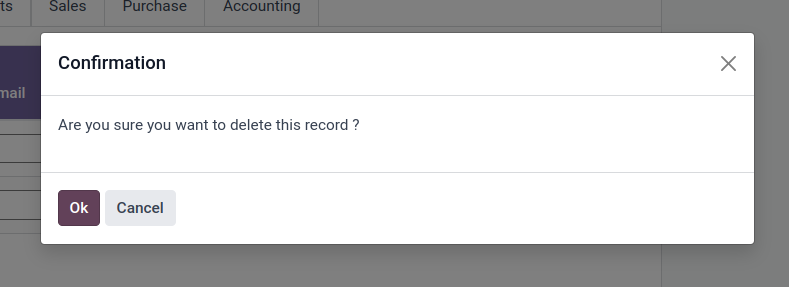 ts Sales Purchase Accounting
Confirmation
mail
Are you sure you want to delete this record ?
Ok Cancel